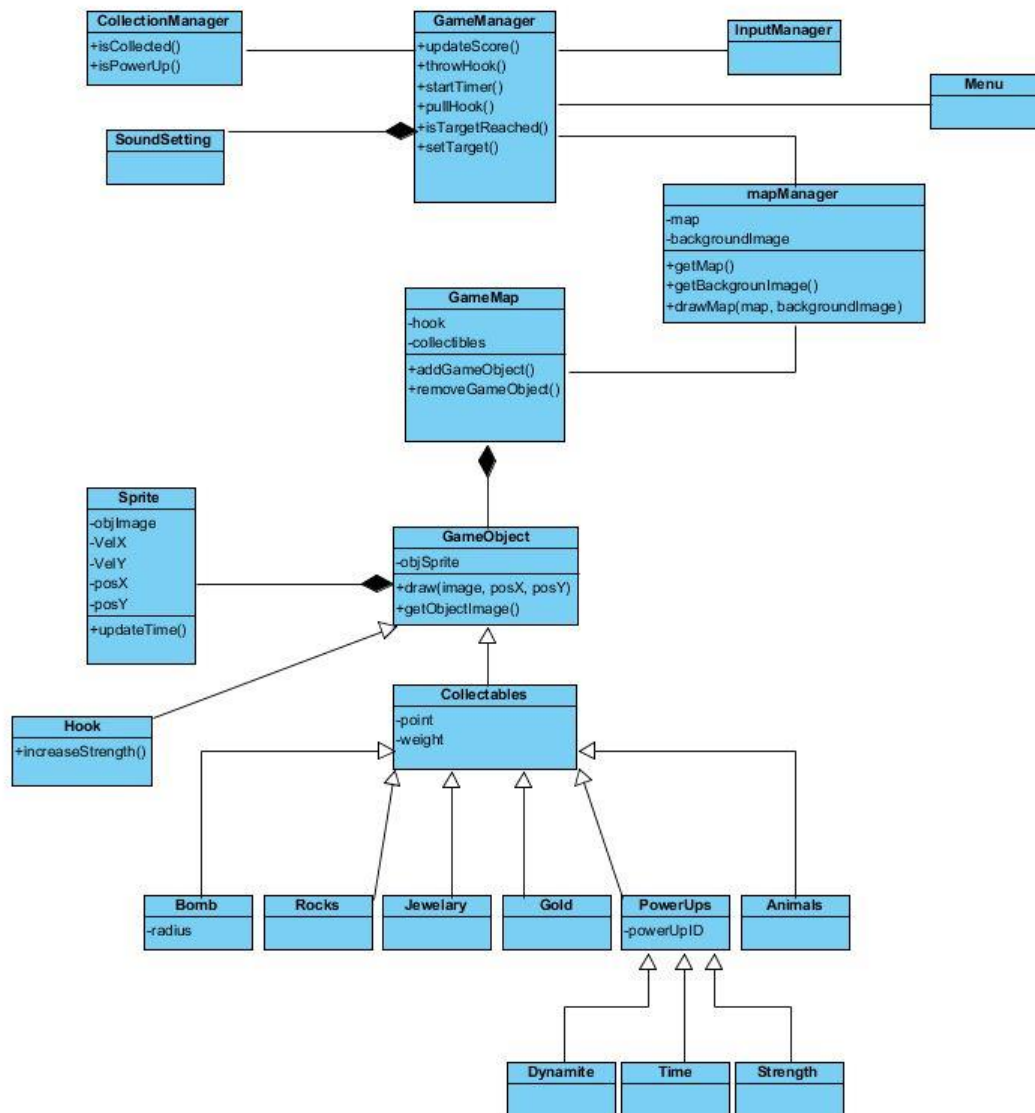 CollectionManager
+isCollected()
+isPowerUp()
GameManager
+updateScore()
+throwHook()
+startTimer()
+pullHook()
+isTargetReached()
+setTarget()
InputManager
Menu
SoundSetting
mapManager
-map
-backgroundImage
+getMap()
+getBackgrounImage()
+drawMap(map, backgroundImage)
GameMap
-hook
-collectibles
+addGameObject()
+removeGameObject()
Sprite
-objImage
-VelX
-VelY
-posX
-posY
+updateTime()
GameObject
-objSprite
+draw(image, posX, posY)
+getObjectImage()
Collectables
-point
-weight
Hook
+increaseStrength()
Bomb
-radius
Rocks
Jewelary
Gold
PowerUps
-powerUpID
Animals
Dynamite
Time
Strength